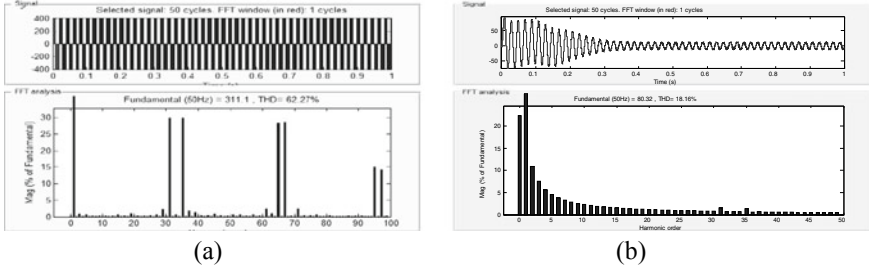 Signal
Selected signal: 50 cycles. FFT window (in red): 1 cycles
400
200
0
-200
-400
0 0.1 0.2 0.3 0.4 0.5 0.6 0.7 0.8 0.9 1
Time (s)
FFT analysis
Fundamental (50Hz) = 311.1 , THD= 62.27%
Mag (% of Fundamental)
30
25
20
15
10
5
0
0 10 20 30 40 50 60 70 80 90 100
(a)
Signal
Selected signal: 50 cycles. FFT window (in red): 1 cycles
50
0
-50
0 0.1 0.2 0.3 0.4 0.5 0.6 0.7 0.8 0.9 1
Time (s)
FFT analysis
Fundamental (50Hz) = 80.32 , THD= 18.16%
Mag (% of Fundamental)
20
15
10
5
0
0 5 10 15 20 25 30 35 40 45 50
Harmonic order
(b)